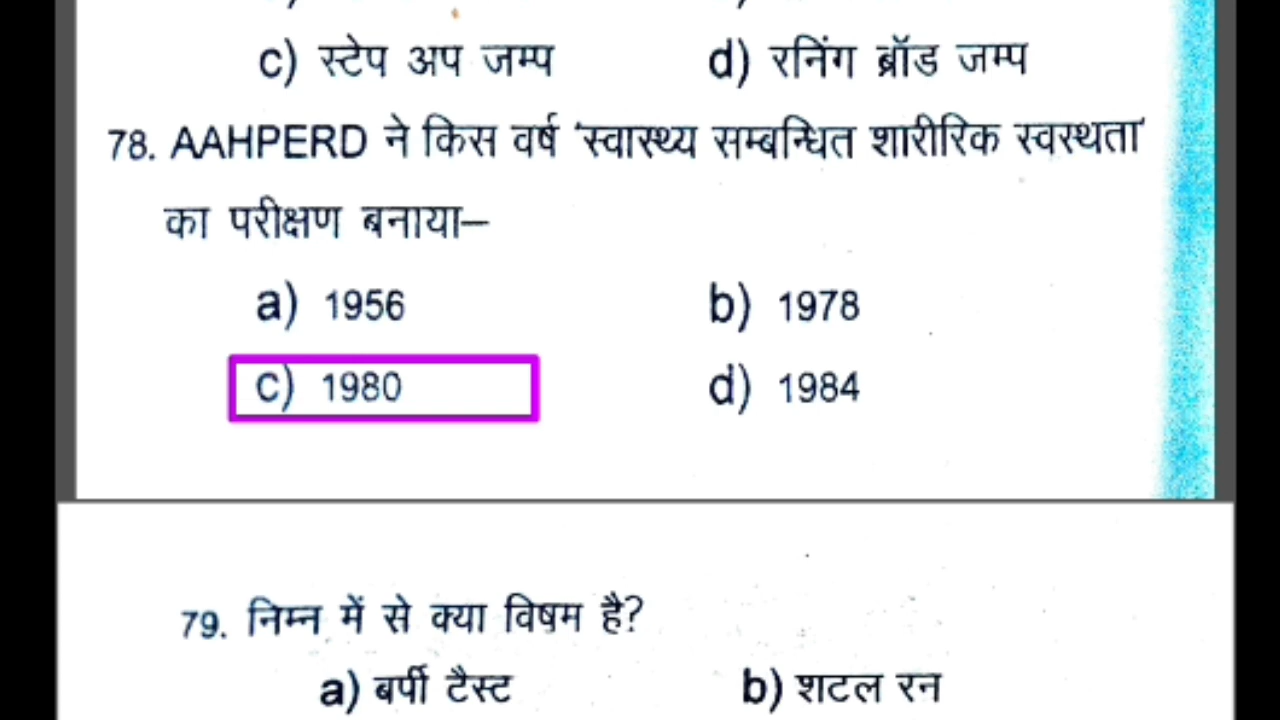 c) स्टेप अप जम्प d) रनिंग ब्रॉड जम्प
78. AAHPERD ने किस वर्ष 'स्वास्थ्य सम्बन्धित शारीरिक स्वस्थता'
का परीक्षण बनाया–
a) 1956 b) 1978
c) 1980 d) 1984
79. निम्न में से क्या विषम है?
a) बर्पी टैस्ट b) शटल रन